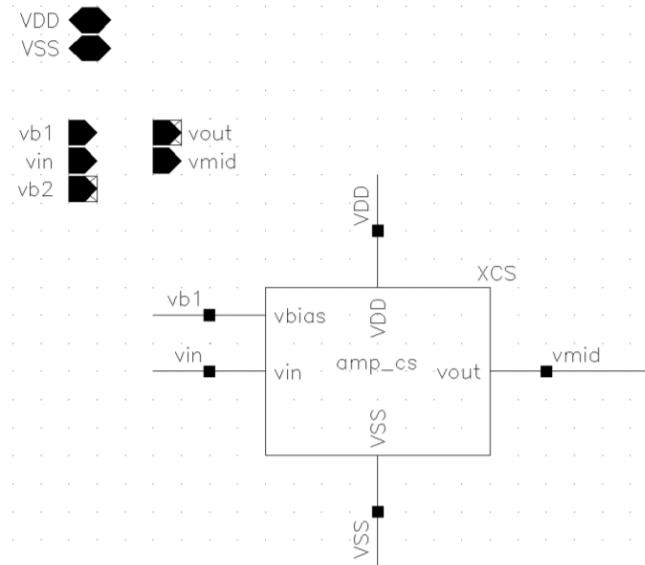 VDD
VSS
vb1
vout
vin
vmid
vb2
VDD
XCS
vb1
vbias
VDD
vin
vin
amp_cs
vout
vmid
VSS
VSS